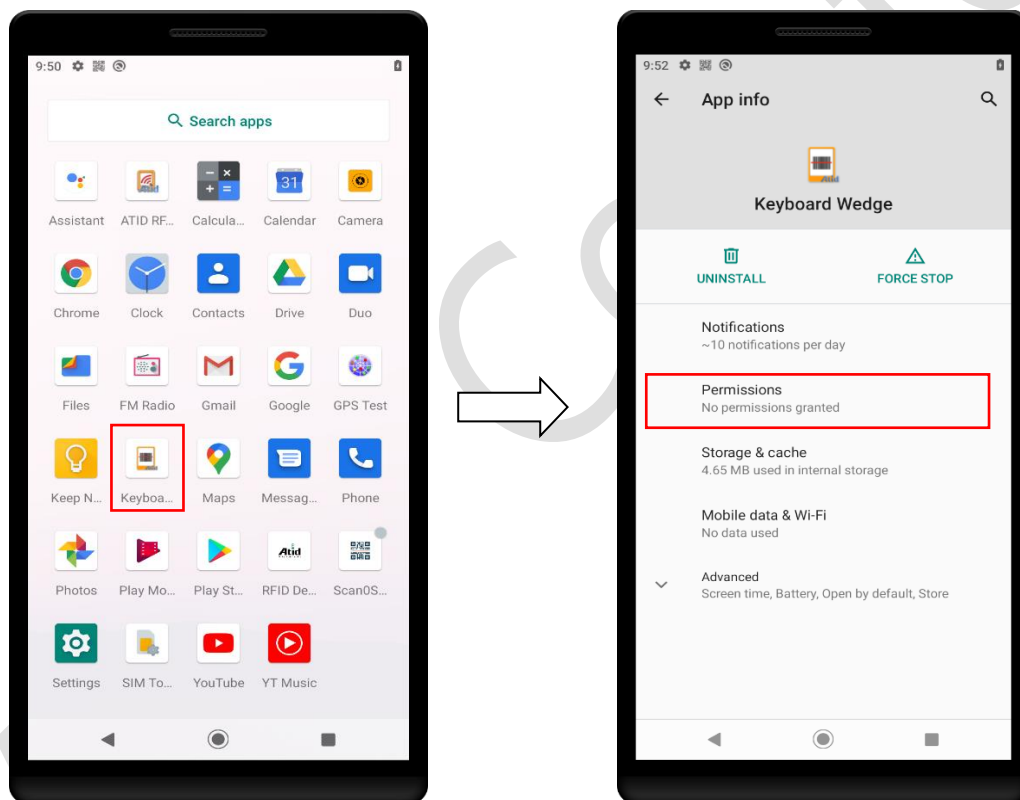 9:50
Search apps
Assistant ATID RF... Calcula... Calendar Camera
Chrome Clock Contacts Drive Duo
Files FM Radio Gmail Google GPS Test
Keep N... Keyboa... Maps Messag... Phone
Photos Play Mo... Play St... RFID De... Scan0S...
Settings SIM To... YouTube YT Music
31
Atid
9:52
App info
Atid
Keyboard Wedge
UNINSTALL FORCE STOP
Notifications
~10 notifications per day
Permissions
No permissions granted
Storage & cache
4.65 MB used in internal storage
Mobile data & Wi-Fi
No data used
Advanced
Screen time, Battery, Open by default, Store